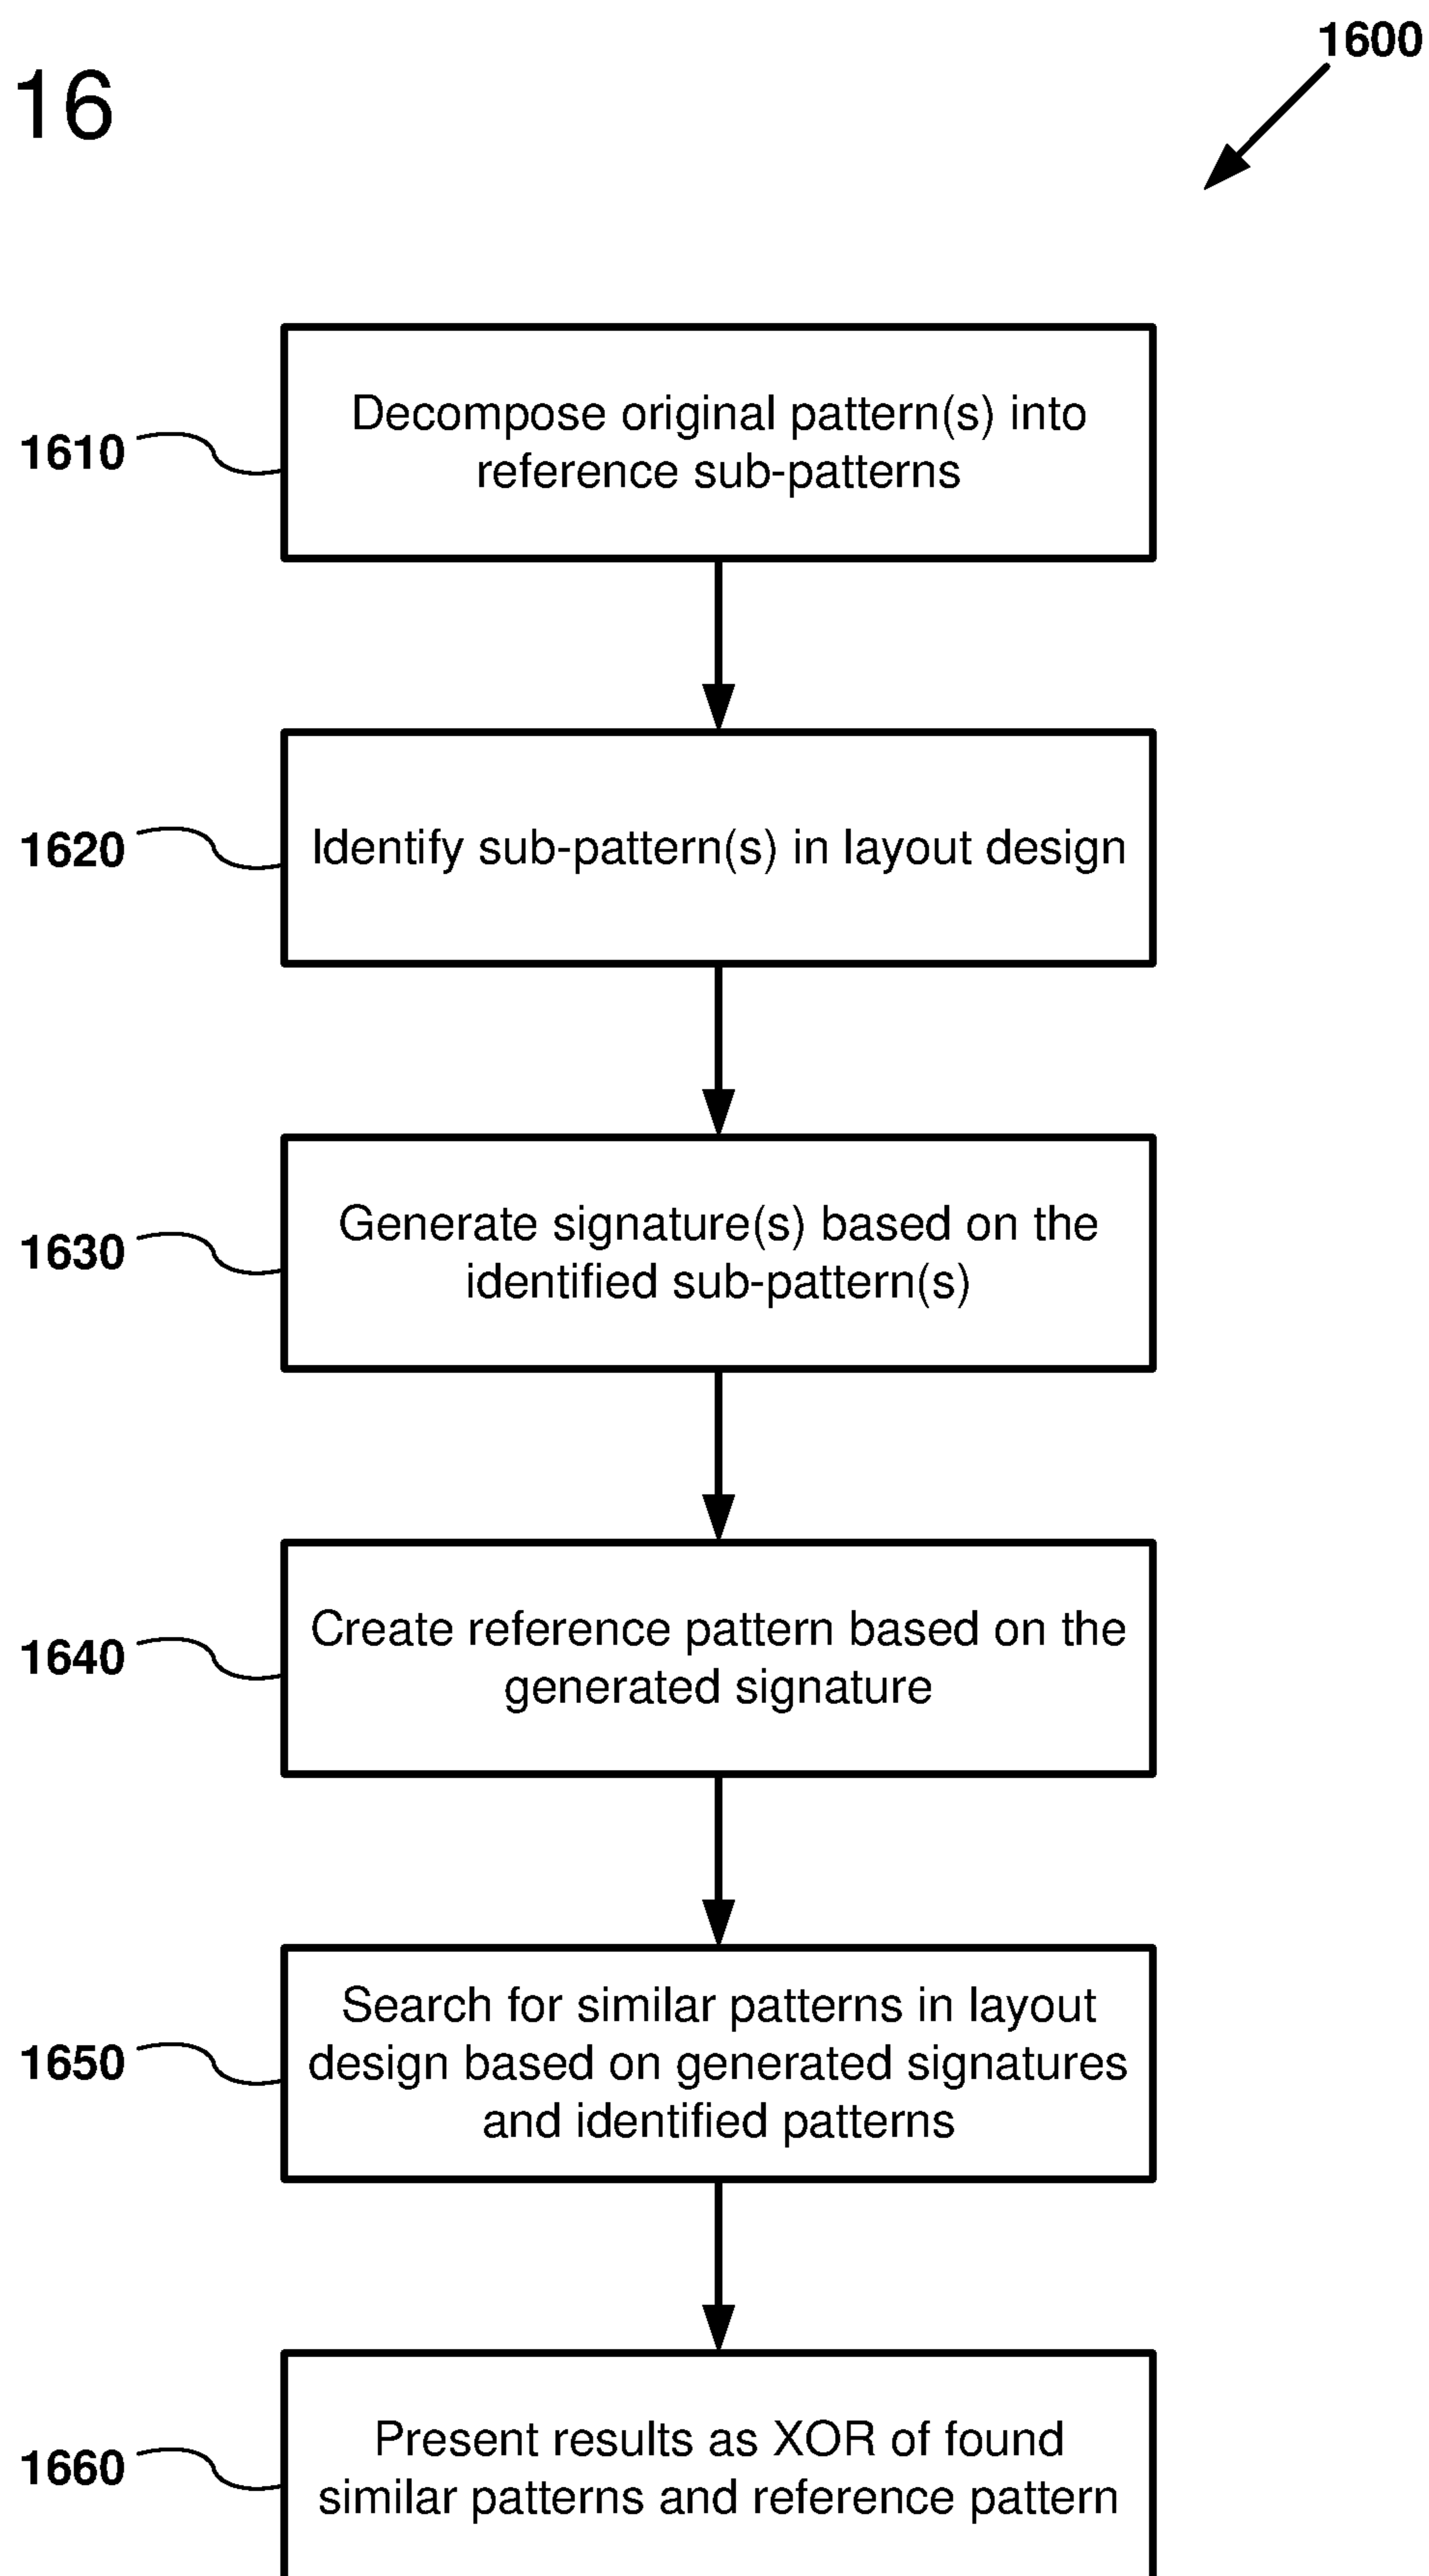 1600
16
Decompose original pattern(s) into
reference sub-patterns
1610
Identify sub-pattern(s) in layout design
1620
Generate signature(s) based on the
identified sub-pattern(s)
1630
Create reference pattern based on the
generated signature
1640
Search for similar patterns in layout
design based on generated signatures
and identified patterns
1650
Present results as XOR of found
similar patterns and reference pattern
1660